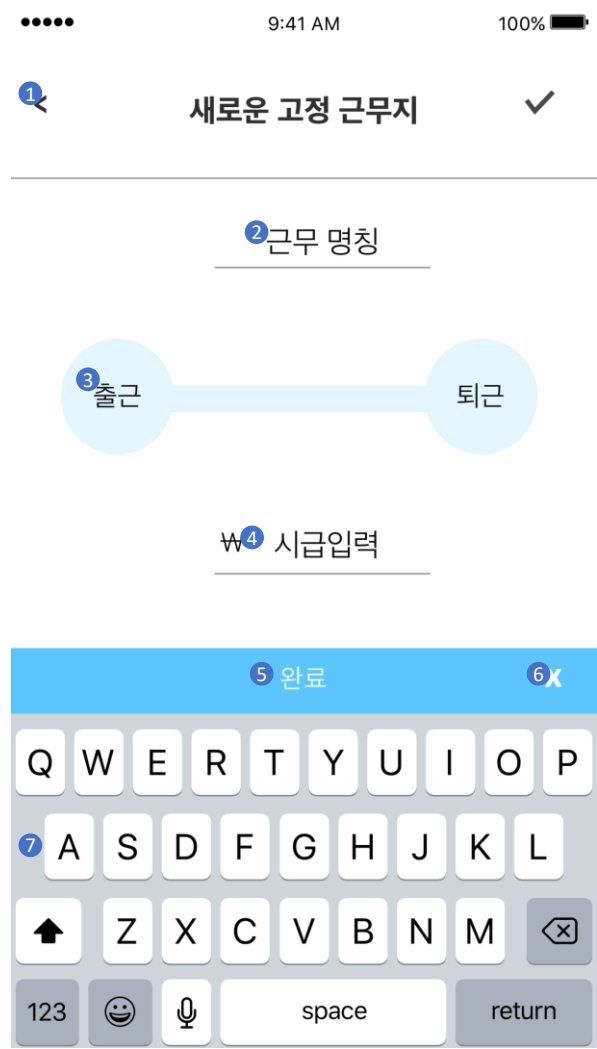 9:41 AM 100%
1 < 새로운 고정 근무지
2 근무 명칭
3 출근 퇴근
₩ 4 시급입력
5 완료 6 X
Q W E R T Y U I O P
7 A S D F G H J K L
Z X C V B N M
123 space return